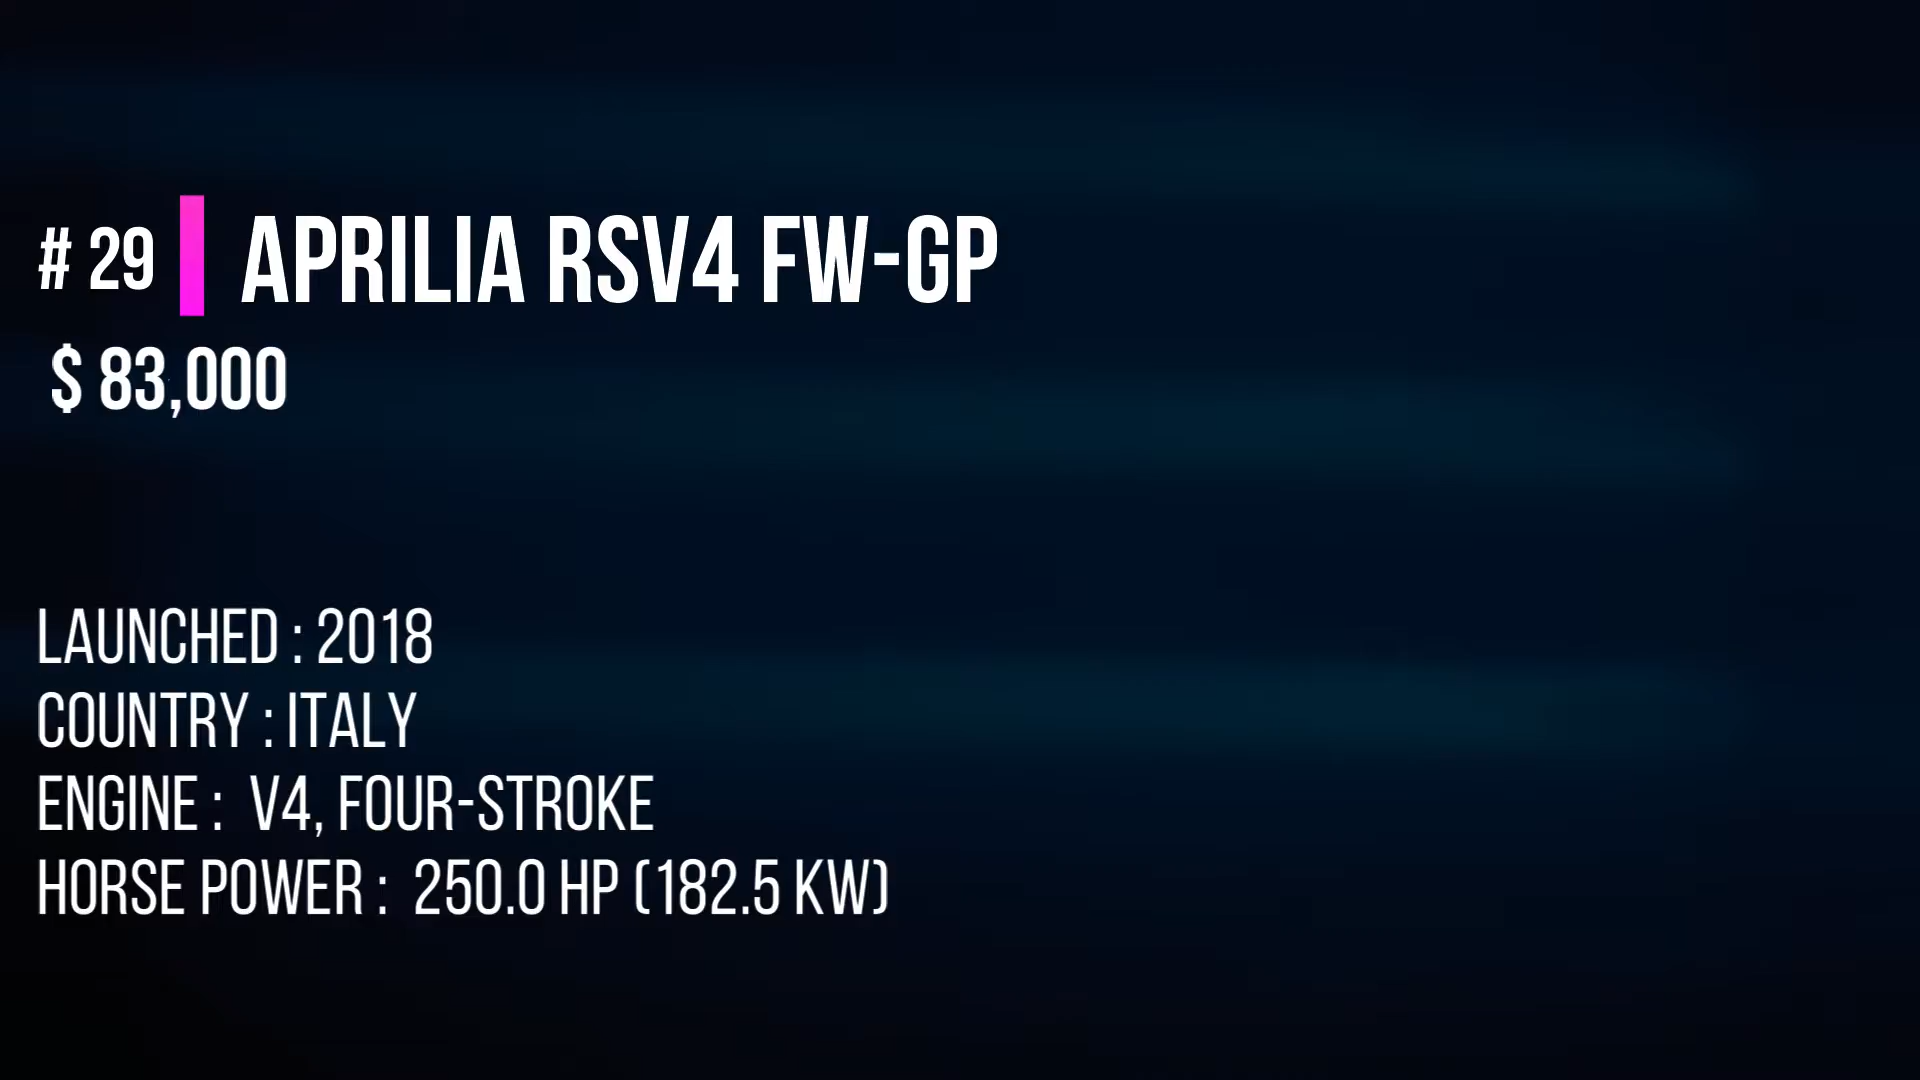 # 29 APRILIA RSV4 FW-GP
$ 83,000
LAUNCHED : 2018
COUNTRY : ITALY
ENGINE : V4, FOUR-STROKE
HORSE POWER : 250.0 HP (182.5 KW)